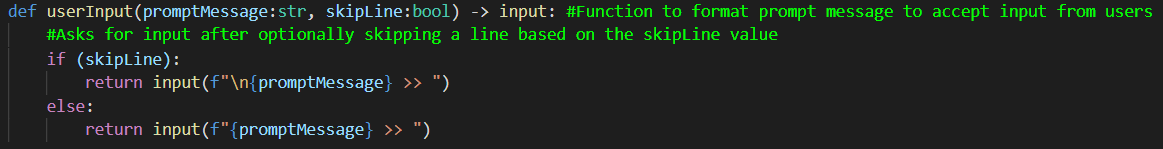 def userInput(promptMessage:str, skipLine:bool) -> input: #Function to format prompt message to accept input from users
    #Asks for input after optionally skipping a line based on the skipLine value
    if (skipLine):
        return input(f"\n{promptMessage} >> ")
    else:
        return input(f"{promptMessage} >> ")